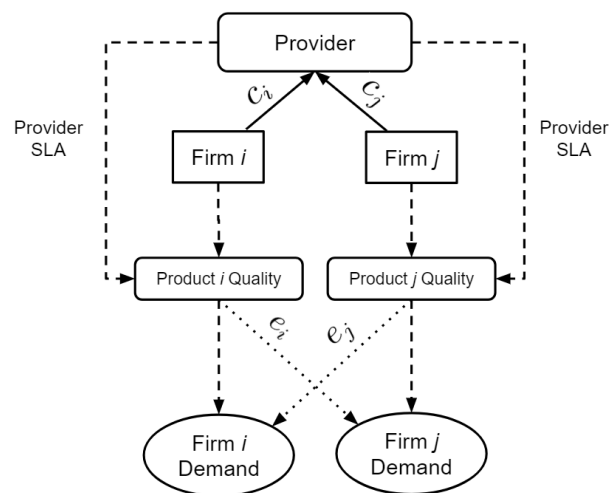 Provider
c_i
c_j
Provider
SLA
Provider
SLA
Firm i
Firm j
Product i Quality
Product j Quality
e_i
e_j
Firm i
Demand
Firm j
Demand